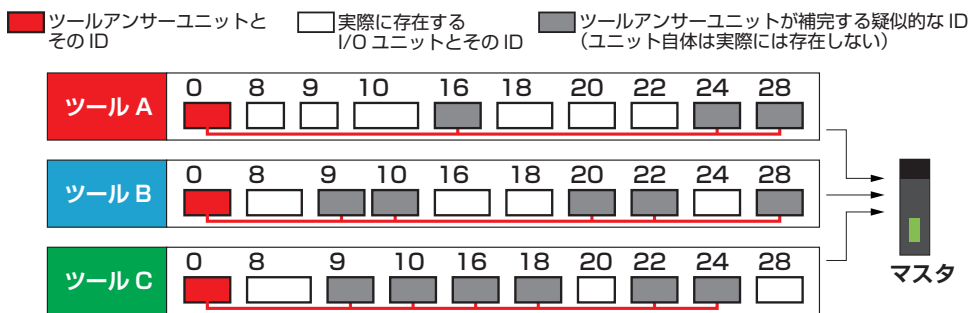 ツールアンサーユニットと
そのID
実際に存在する
I/Oユニットとその ID
ツールアンサーユニットが補完する疑似的な ID
（ユニット自体は実際には存在しない）
ツール A
0 8 9 10 16 18 20 22 24 28
ツール B
0 8 9 10 16 18 20 22 24 28
ツール C
0 8 9 10 16 18 20 22 24 28
マスタ